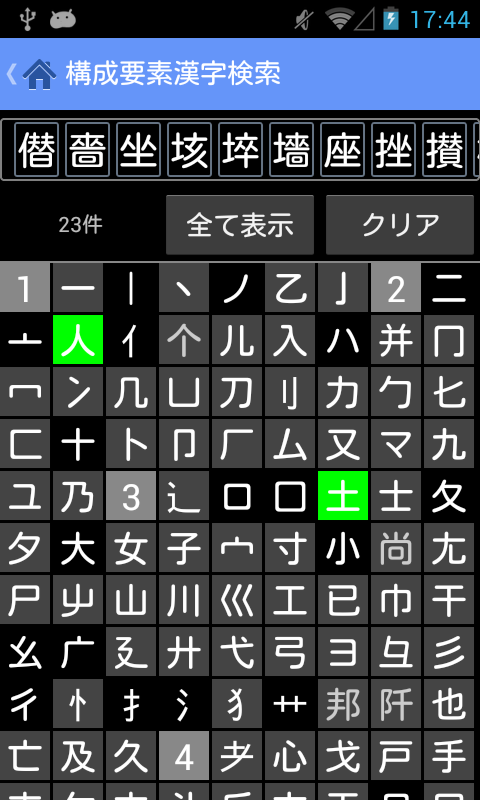 17:44
構成要素漢字検索
僣 嗇 坐 垓 埣 墻 座 挫 攅
23件 全て表示 クリア
1 一 丨 丶 ノ 乙 亅 2 二
亠 人 亻 个 儿 入 ハ 并 冂
冖 冫 几 凵 刀 刂 力 勹 匕
匚 十 卜 卩 厂 厶 又 マ 九
ユ 乃 3 辶 口 囗 土 士 夂
夕 大 女 子 宀 寸 小 尚 尢
尸 屮 山 川 巛 工 已 巾 干
幺 广 廴 廾 弋 弓 ヨ 彑 彡
彳 忄 扌 氵 犭 艹 邦 阡 也
亡 及 久 4 耂 心 戈 戸 手